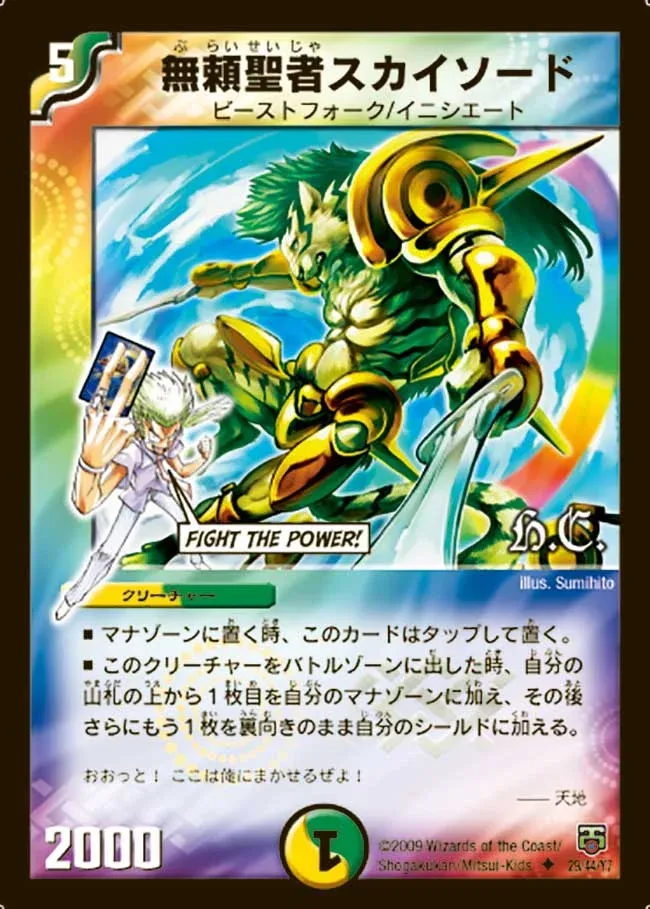 5
ぶらいせいじゃ
無頼聖者スカイソード
ビーストフォーク/イニシエート
FIGHT THE POWER!
H.C.
illus. Sumihito
クリーチャー
■ マナゾーンに置く時、このカードはタップして置く。
■ このクリーチャーをバトルゾーンに出した時、自分の
山札の上から1枚目を自分のマナゾーンに加え、その後
さらにもう1枚を裏向きのまま自分のシールドに加える。
おおっと! ここは俺にまかせるぜよ!
—— 天地
2000
1
©2009 Wizards of the Coast/
Shogakukan/Mitsui-Kids
29/44/Y7